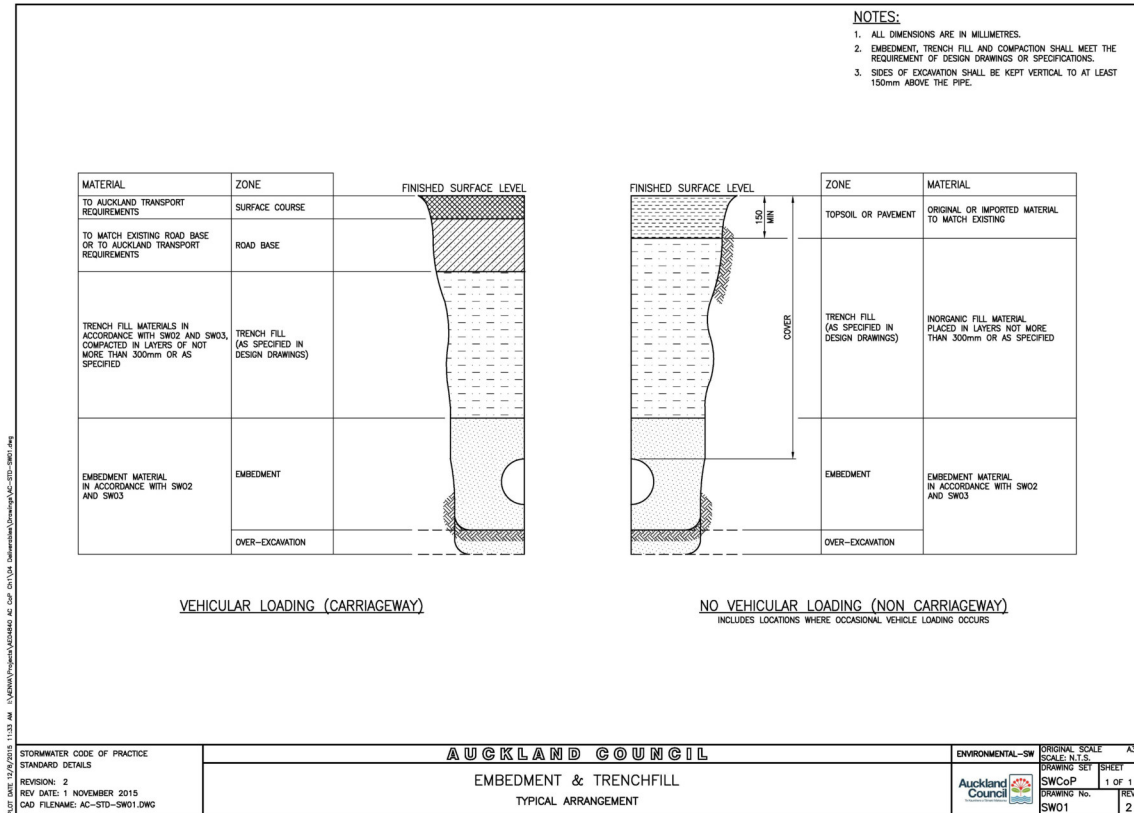 NOTES:
1. ALL DIMENSIONS ARE IN MILLIMETRES.
2. EMBEDMENT, TRENCH FILL AND COMPACTION SHALL MEET THE
REQUIREMENT OF DESIGN DRAWINGS OR SPECIFICATIONS.
3. SIDES OF EXCAVATION SHALL BE KEPT VERTICAL TO AT LEAST
150mm ABOVE THE PIPE.
MATERIAL
ZONE
FINISHED SURFACE LEVEL
TO AUCKLAND TRANSPORT
REQUIREMENTS
SURFACE COURSE
TO MATCH EXISTING ROAD BASE
OR TO AUCKLAND TRANSPORT
REQUIREMENTS
ROAD BASE
TRENCH FILL MATERIALS IN
ACCORDANCE WITH SW02 AND SW03,
COMPACTED IN LAYERS OF NOT
MORE THAN 300mm OR AS
SPECIFIED
TRENCH FILL
(AS SPECIFIED IN
DESIGN DRAWINGS)
EMBEDMENT MATERIAL
IN ACCORDANCE WITH SW02
AND SW03
EMBEDMENT
OVER-EXCAVATION
VEHICULAR LOADING (CARRIAGEWAY)
FINISHED SURFACE LEVEL
ZONE
MATERIAL
150
MIN
TOPSOIL OR PAVEMENT
ORIGINAL OR IMPORTED MATERIAL
TO MATCH EXISTING
COVER
TRENCH FILL
(AS SPECIFIED IN
DESIGN DRAWINGS)
INORGANIC FILL MATERIAL
PLACED IN LAYERS NOT MORE
THAN 300mm OR AS SPECIFIED
EMBEDMENT
EMBEDMENT MATERIAL
IN ACCORDANCE WITH SW02
AND SW03
OVER-EXCAVATION
NO VEHICULAR LOADING (NON CARRIAGEWAY)
INCLUDES LOCATIONS WHERE OCCASIONAL VEHICLE LOADING OCCURS
STORMWATER CODE OF PRACTICE
STANDARD DETAILS
REVISION: 2
REV DATE: 1 NOVEMBER 2015
CAD FILENAME: AC-STD-SW01.DWG
AUCKLAND COUNCIL
EMBEDMENT & TRENCHFILL
TYPICAL ARRANGEMENT
ENVIRONMENTAL-SW
Auckland
Council
ORIGINAL SCALE A3
SCALE: N.T.S.
DRAWING SET
SHEET
SWCoP
1 OF 1
DRAWING No.
REV
SW01
2
PLOT DATE 12/8/2015 11:33 AM